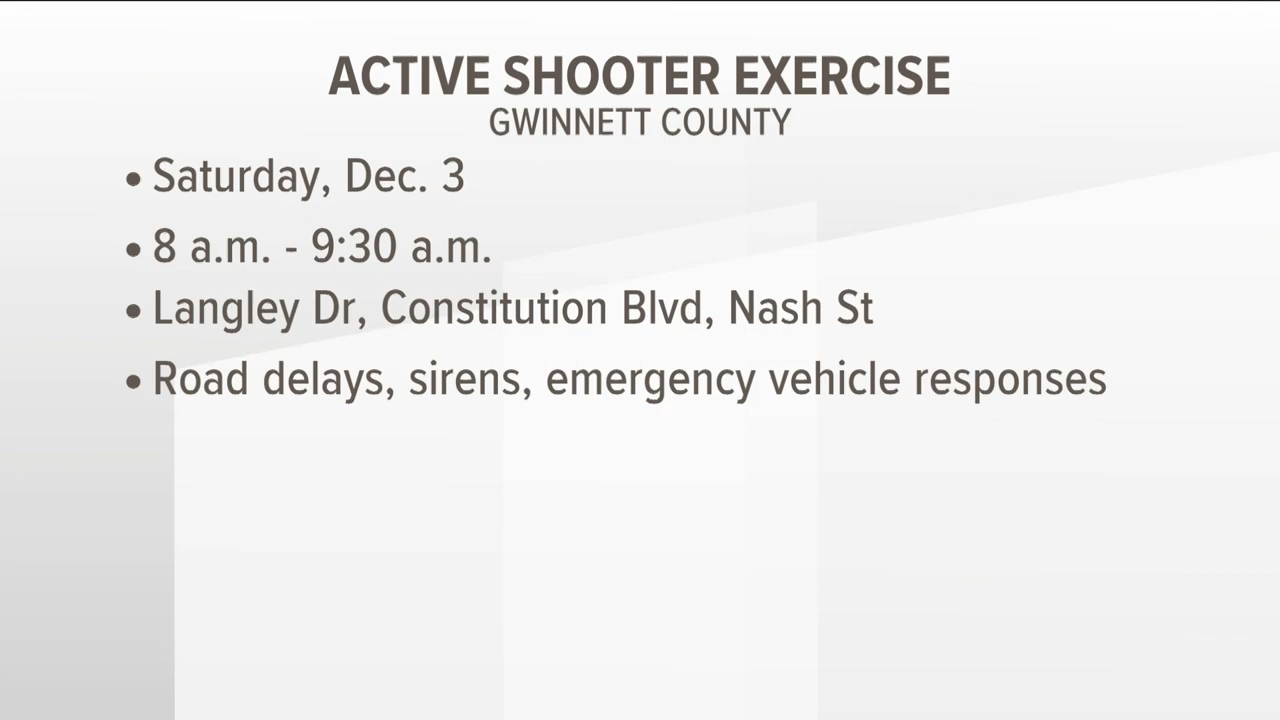 ACTIVE SHOOTER EXERCISE
GWINNETT COUNTY
• Saturday, Dec. 3
• 8 a.m. - 9:30 a.m.
• Langley Dr, Constitution Blvd, Nash St
• Road delays, sirens, emergency vehicle responses